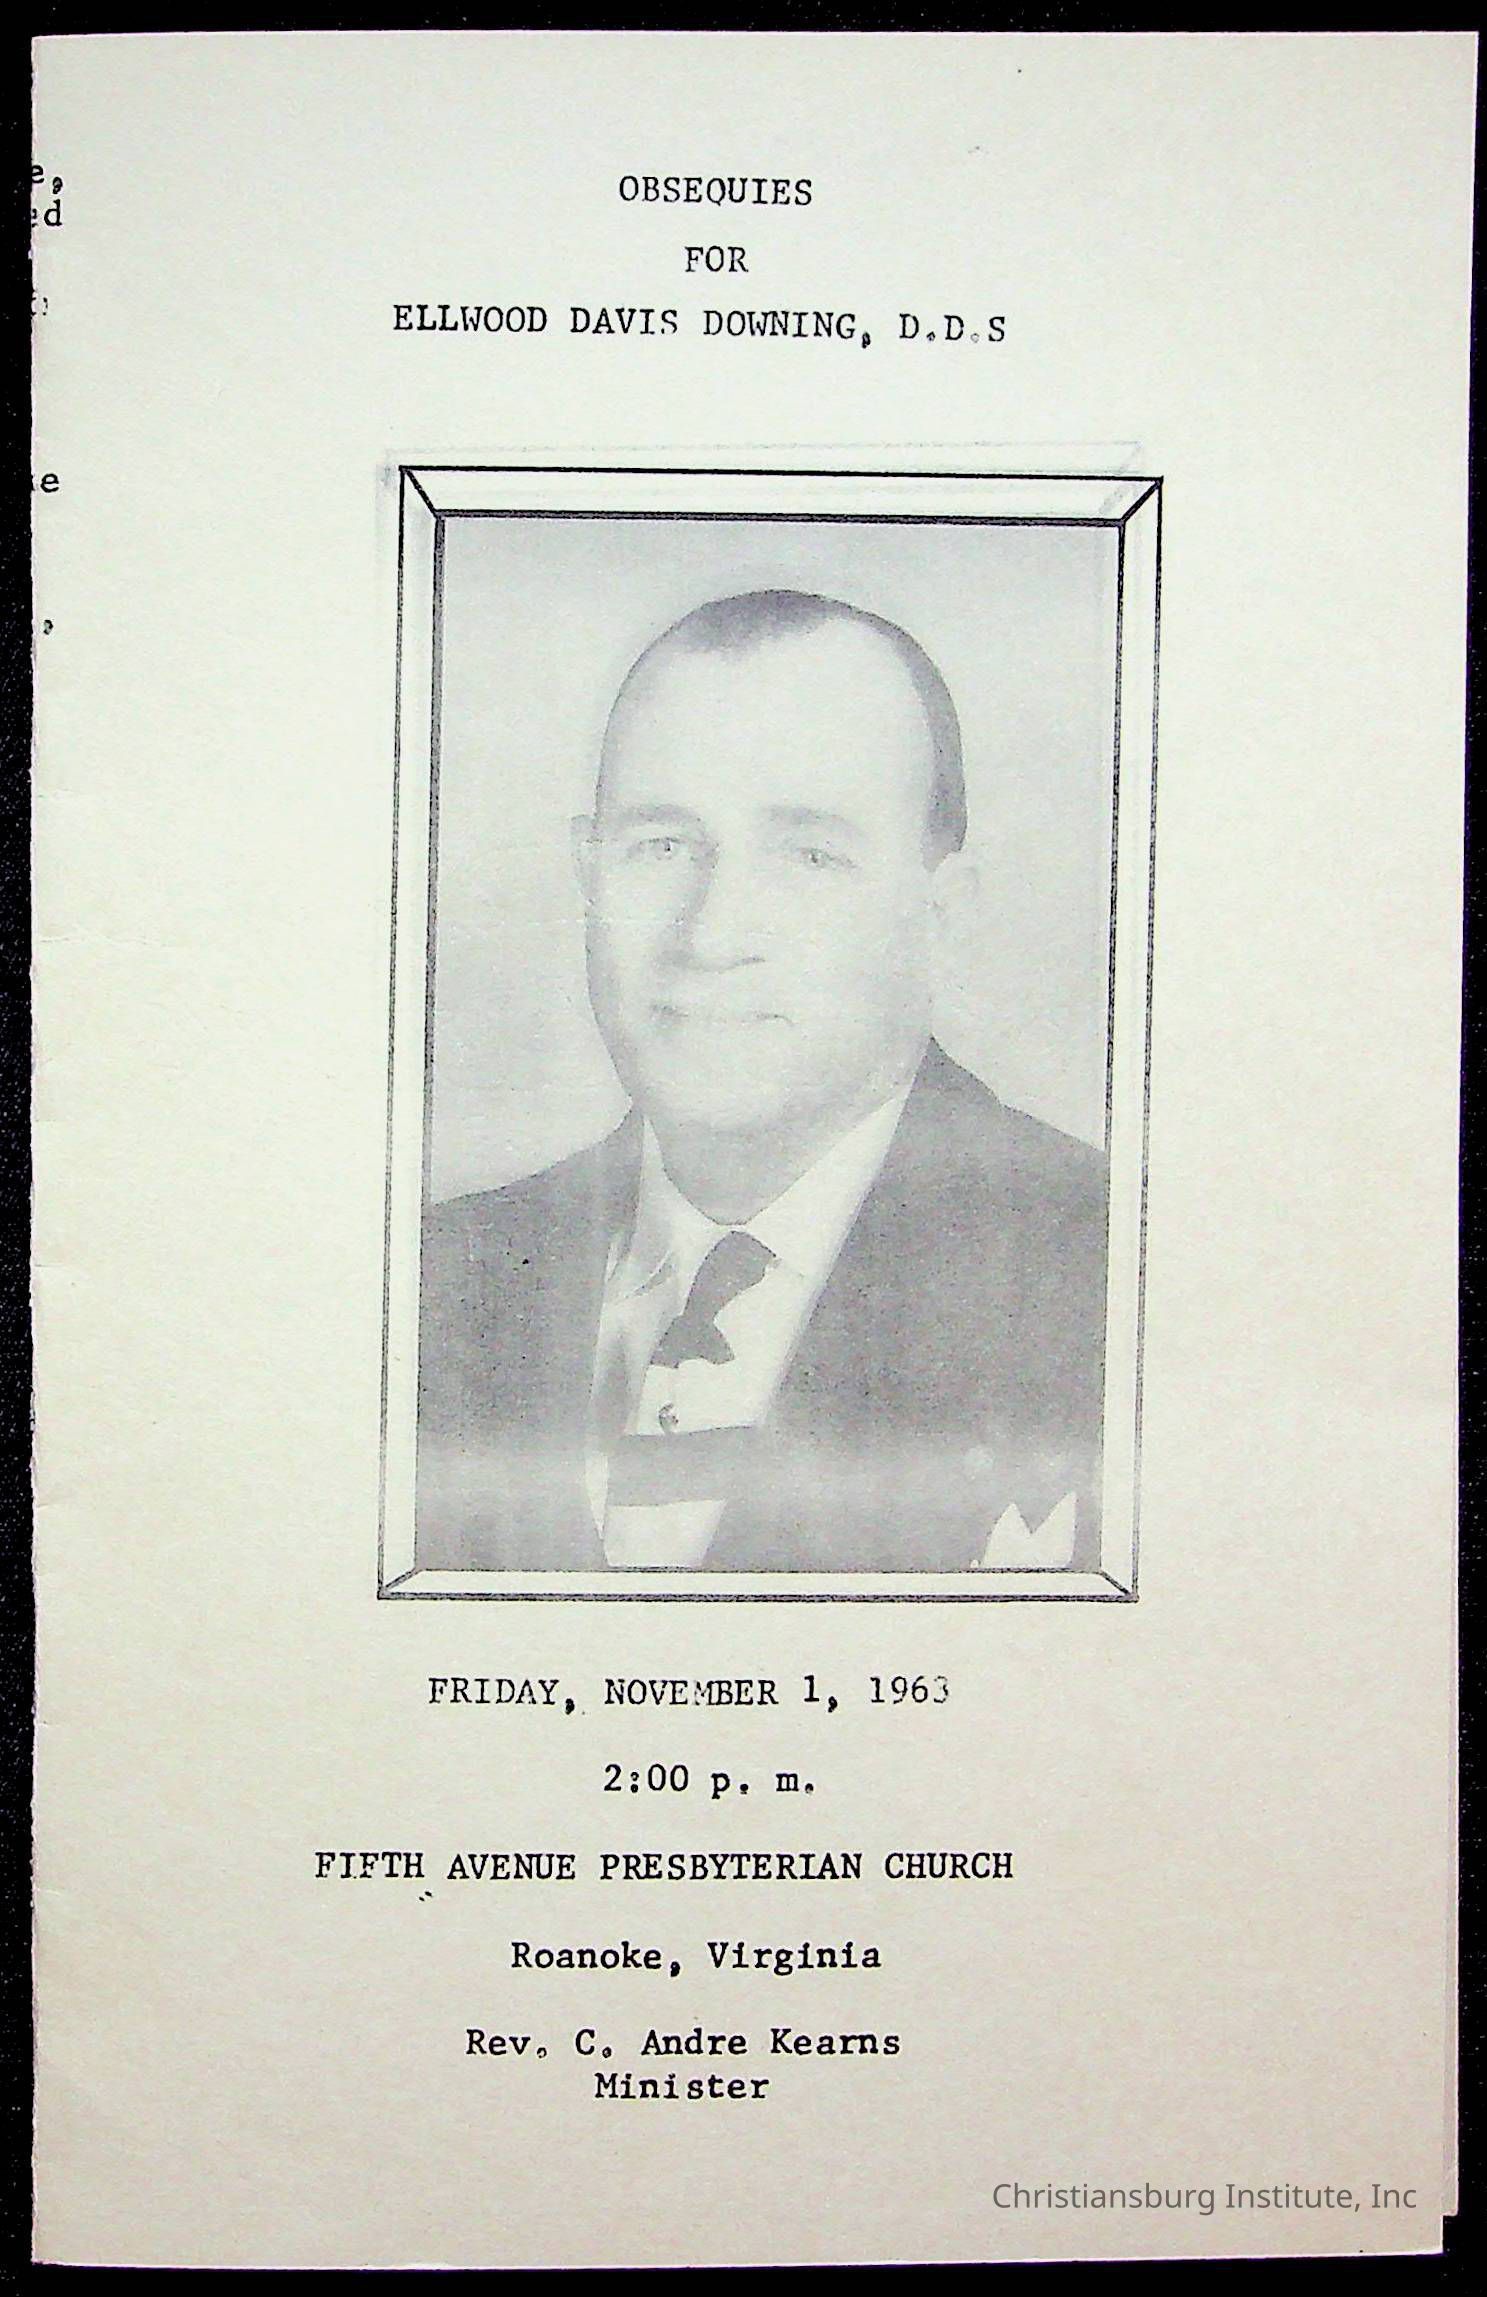 OBSEQUIES
FOR
ELLWOOD DAVIS DOWNING, D.D.S
FRIDAY, NOVEMBER 1, 1963
2:00 p. m.
FIFTH AVENUE PRESBYTERIAN CHURCH
Roanoke, Virginia
Rev. C. Andre Kearns
Minister
Christiansburg Institute, Inc